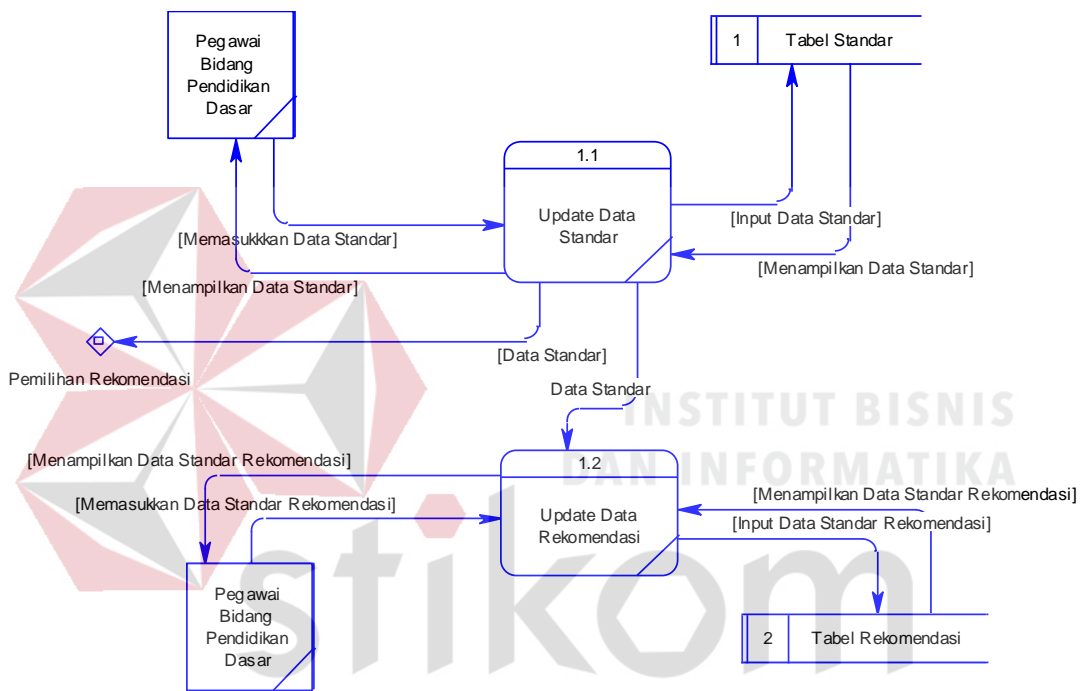 Pegawai
Bidang
Pendidikan
Dasar
1
Tabel Standar
1.1
Update Data
Standar
[Input Data Standar]
[Memasukkkan Data Standar]
[Menampilkan Data Standar]
[Menampilkan Data Standar]
[Data Standar]
Pemilihan Rekomendasi
Data Standar
INSTITUT BISNIS
DAN INFORMATIKA
1.2
[Menampilkan Data Standar Rekomendasi]
[Memasukkan Data Standar Rekomendasi]
[Menampilkan Data Standar Rekomendasi]
[Input Data Standar Rekomendasi]
Update Data
Rekomendasi
stikom
Pegawai
Bidang
Pendidikan
Dasar
2
Tabel Rekomendasi